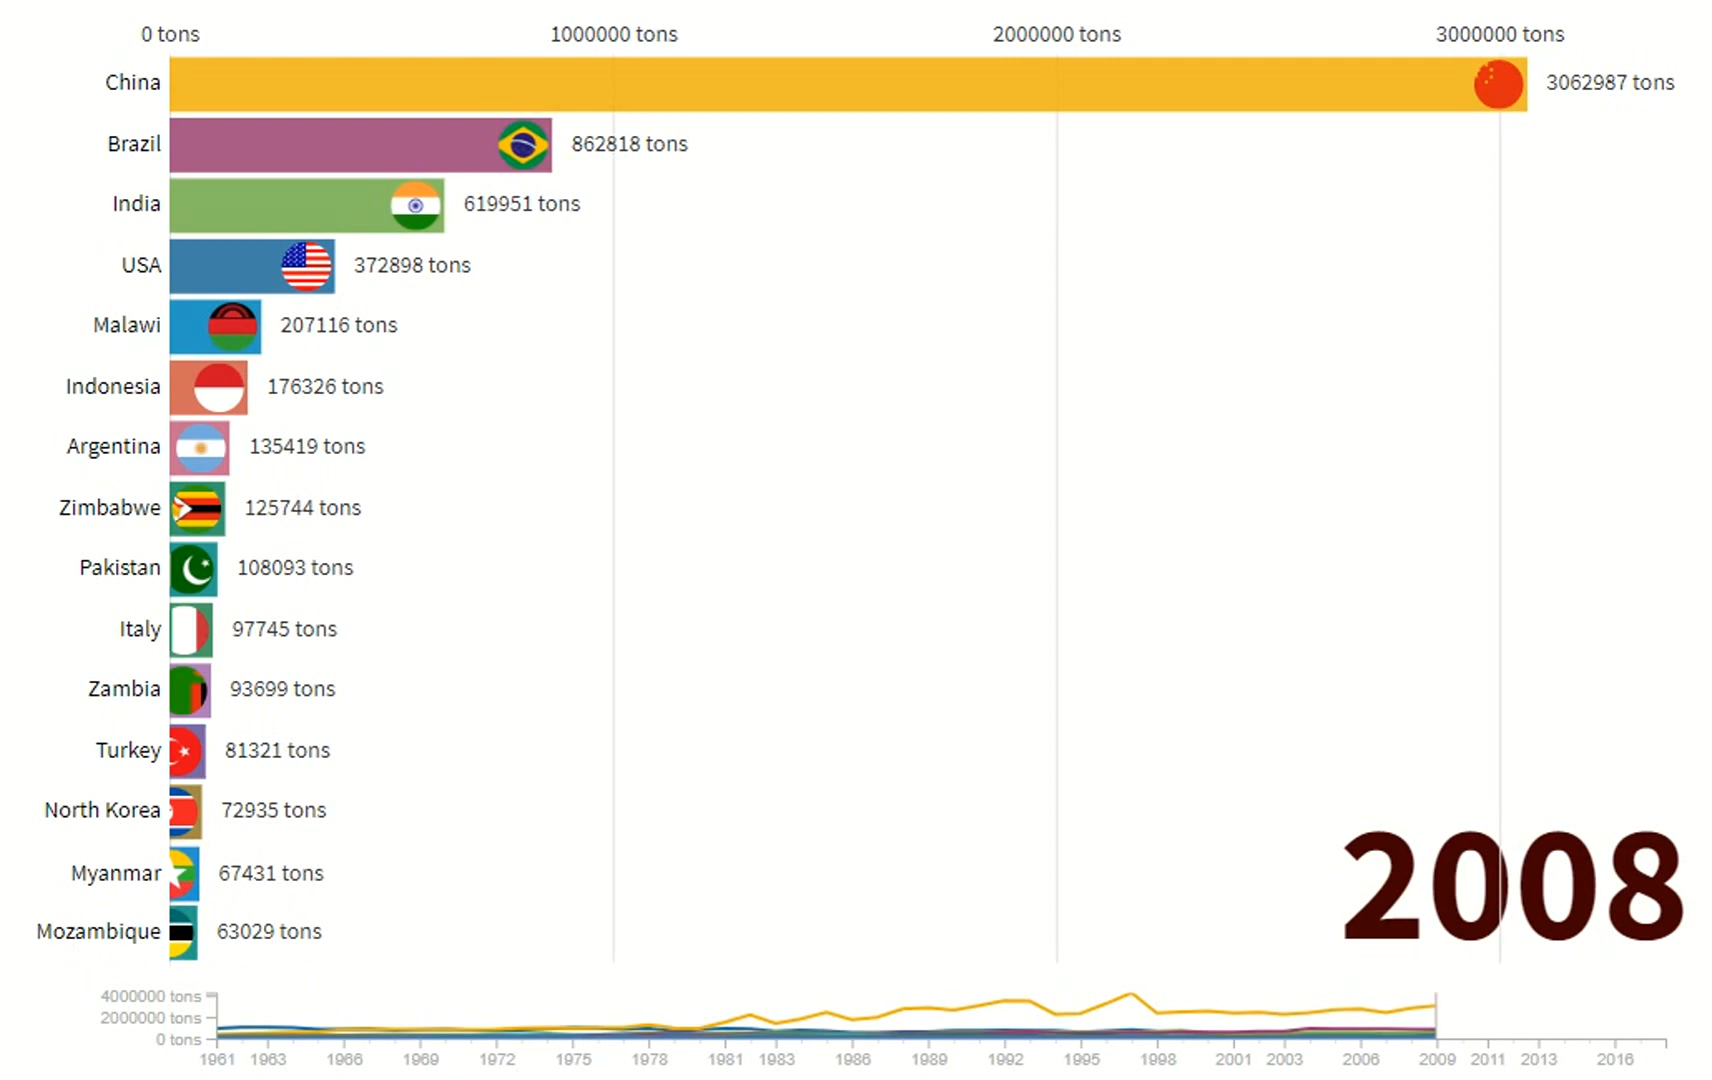 0 tons 1000000 tons 2000000 tons 3000000 tons
China 3062987 tons
Brazil 862818 tons
India 619951 tons
USA 372898 tons
Malawi 207116 tons
Indonesia 176326 tons
Argentina 135419 tons
Zimbabwe 125744 tons
Pakistan 108093 tons
Italy 97745 tons
Zambia 93699 tons
Turkey 81321 tons
North Korea 72935 tons
Myanmar 67431 tons
Mozambique 63029 tons
2008
4000000 tons
2000000 tons
0 tons
1961 1963 1966 1969 1972 1975 1978 1981 1983 1986 1989 1992 1995 1998 2001 2003 2006 2009 2011 2013 2016